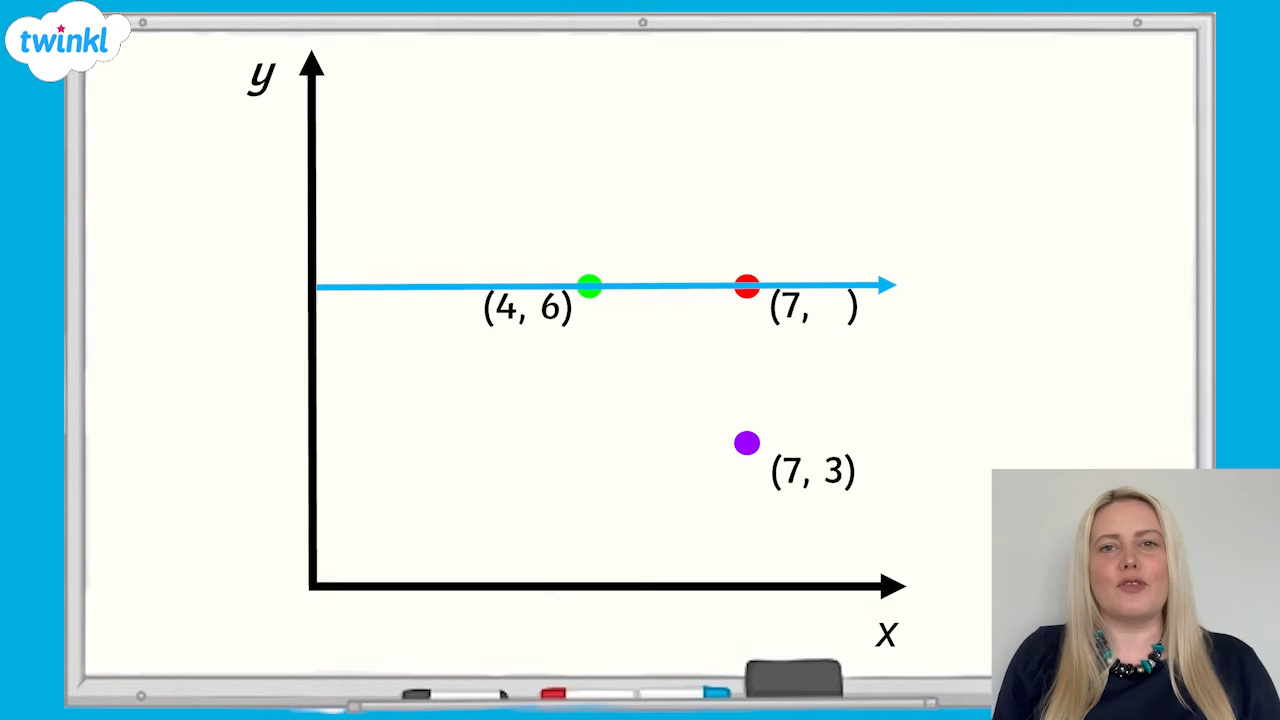 twinkl
y
(4, 6)
(7, )
(7, 3)
x